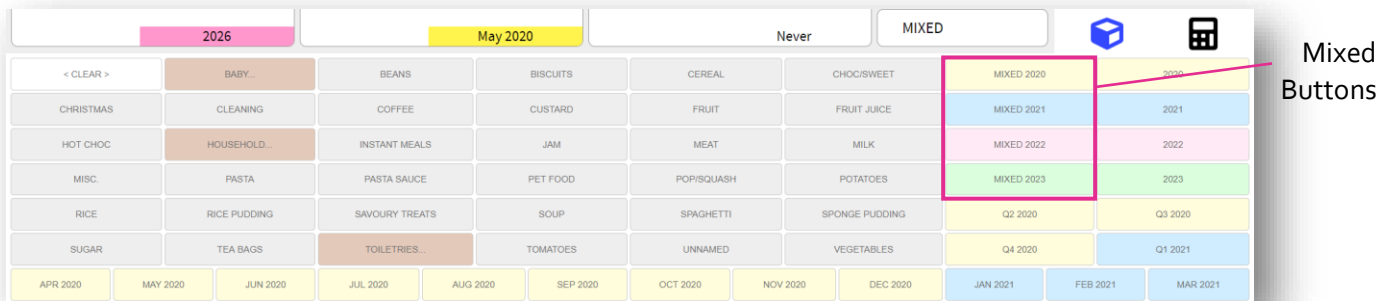 2026 May 2020 Never MIXED
< CLEAR > BABY... BEANS BISCUITS CEREAL CHOC/SWEET MIXED 2020 2020
CHRISTMAS CLEANING COFFEE CUSTARD FRUIT FRUIT JUICE MIXED 2021 2021
HOT CHOC HOUSEHOLD... INSTANT MEALS JAM MEAT MILK MIXED 2022 2022
MISC. PASTA PASTA SAUCE PET FOOD POP/SQUASH POTATOES MIXED 2023 2023
RICE RICE PUDDING SAVOURY TREATS SOUP SPAGHETTI SPONGE PUDDING Q2 2020 Q3 2020
SUGAR TEA BAGS TOILETRIES... TOMATOES UNNAMED VEGETABLES Q4 2020 Q1 2021
APR 2020 MAY 2020 JUN 2020 JUL 2020 AUG 2020 SEP 2020 OCT 2020 NOV 2020 DEC 2020 JAN 2021 FEB 2021 MAR 2021
Mixed
Buttons